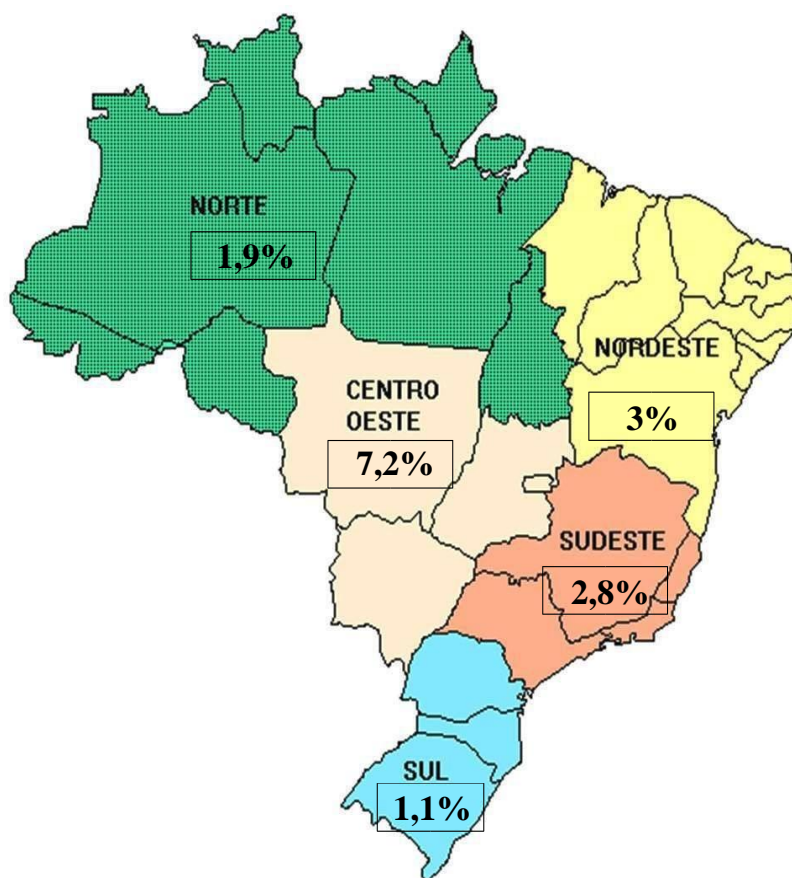 NORTE
1,9%
NORDESTE
3%
CENTRO
OESTE
7,2%
SUDESTE
2,8%
SUL
1,1%